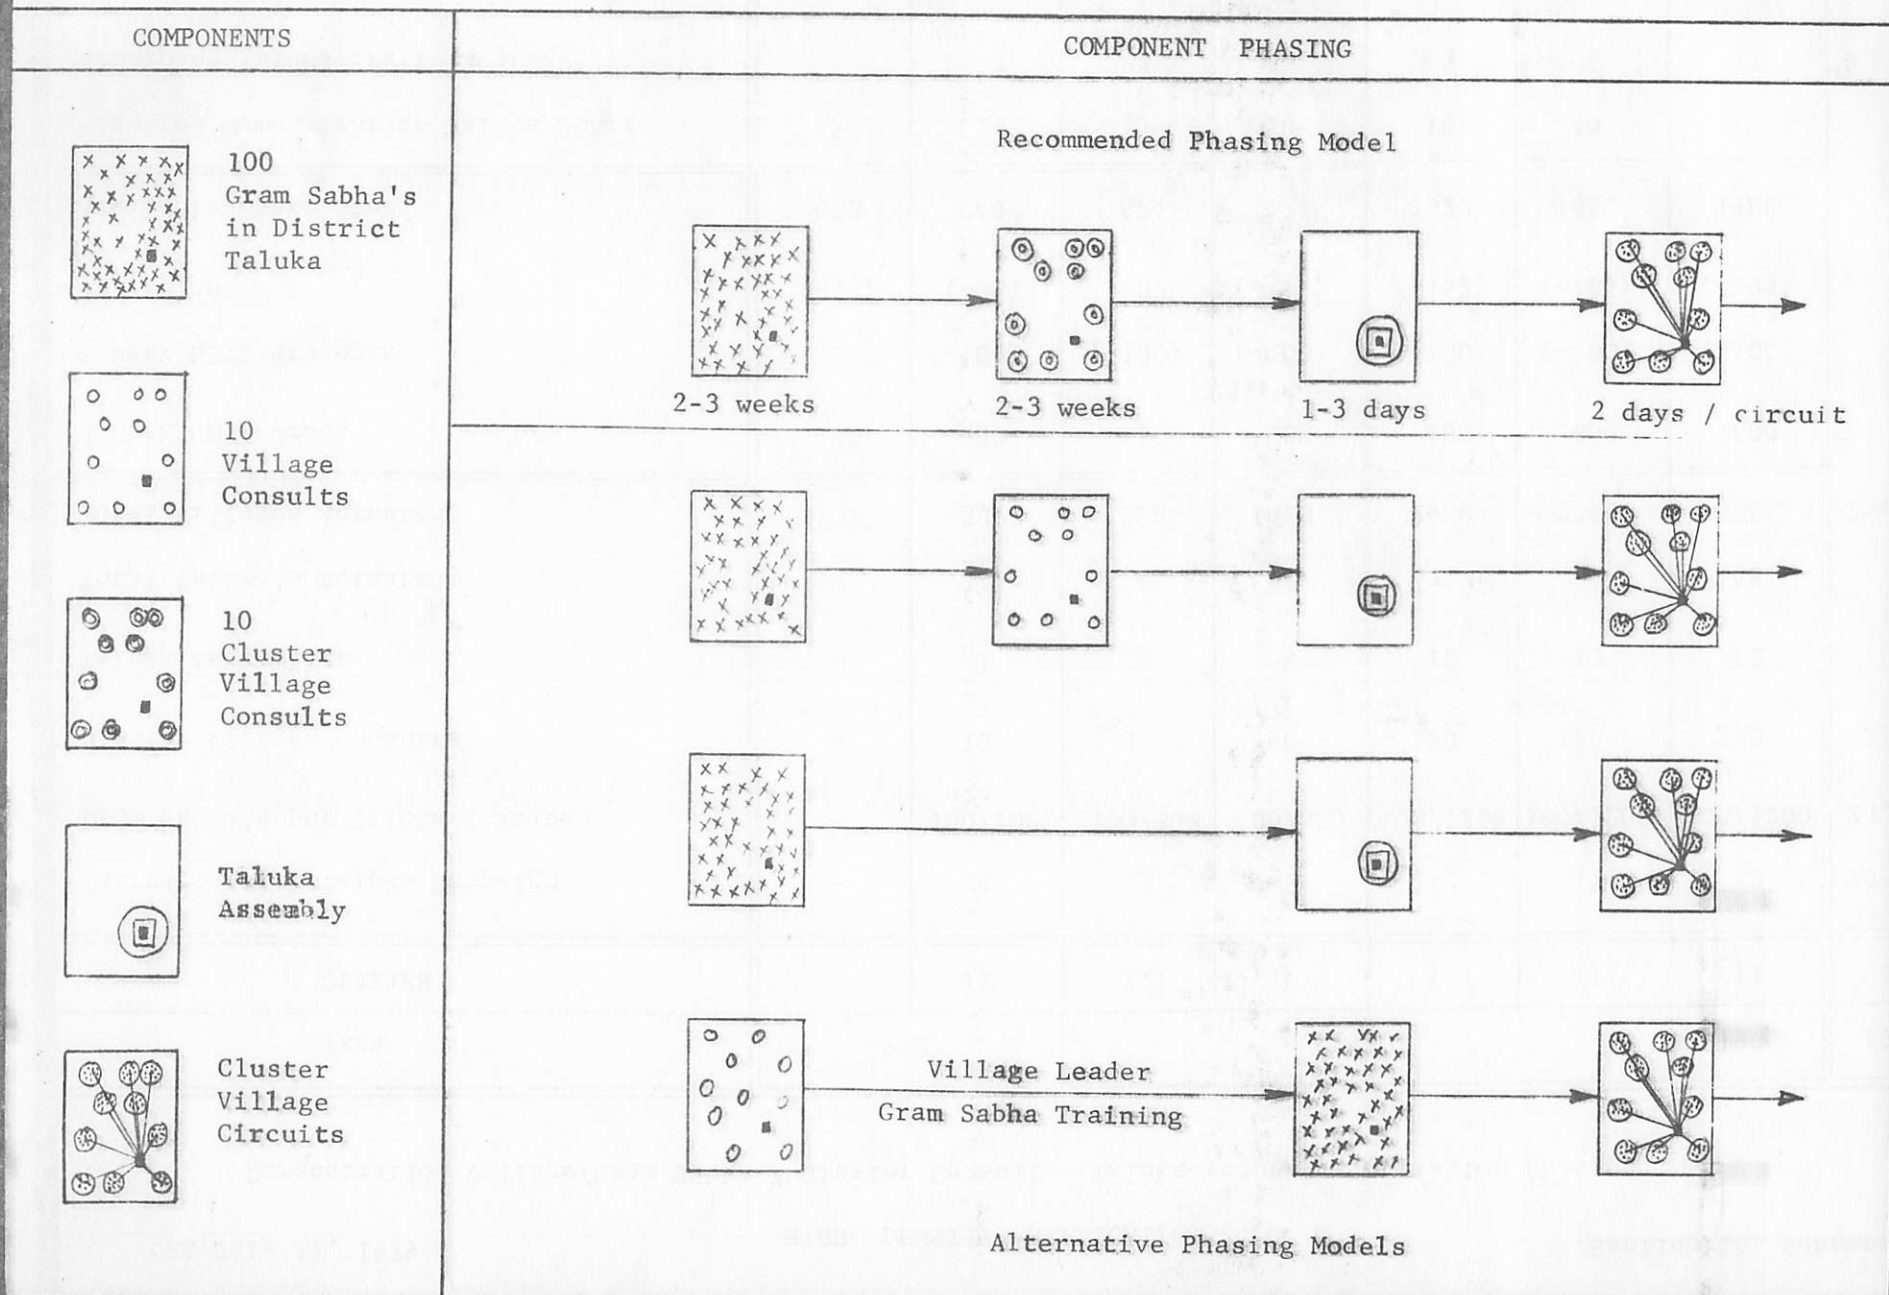 COMPONENTS
COMPONENT PHASING
100
Gram Sabha's
in District
Taluka
10
Village
Consults
10
Cluster
Village
Consults
Taluka
Assembly
Cluster
Village
Circuits
Recommended Phasing Model
2-3 weeks
2-3 weeks
1-3 days
2 days / circuit
Village Leader
Gram Sabha Training
Alternative Phasing Models